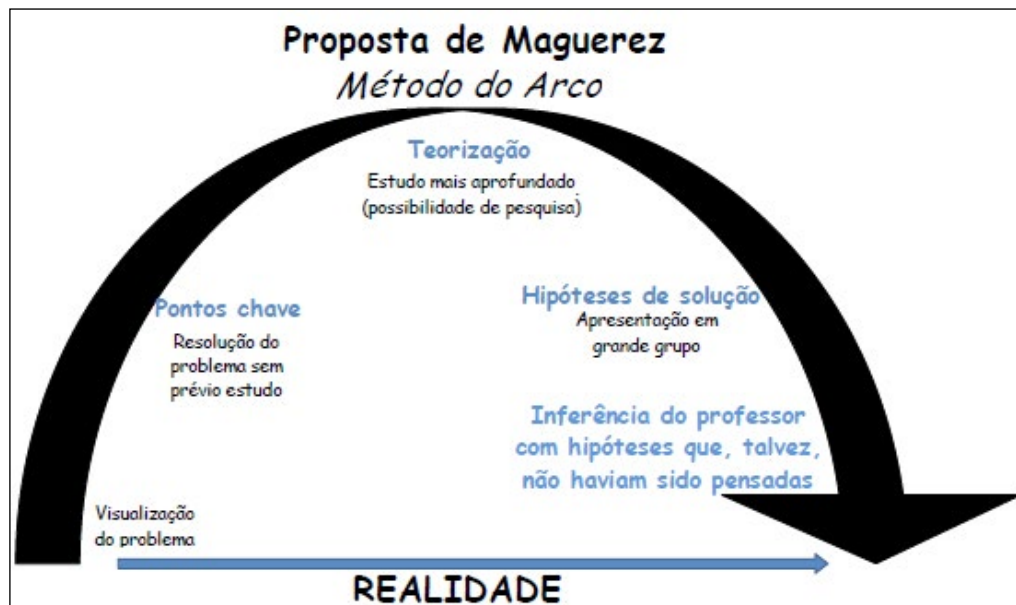 Proposta de Maguerez
Método do Arco
Teorização
Estudo mais aprofundado
(possibilidade de pesquisa)
Pontos chave
Resolução do
problema sem
prévio estudo
Hipóteses de solução
Apresentação em
grande grupo
Inferência do professor
com hipóteses que, talvez,
não haviam sido pensadas
Visualização
do problema
REALIDADE